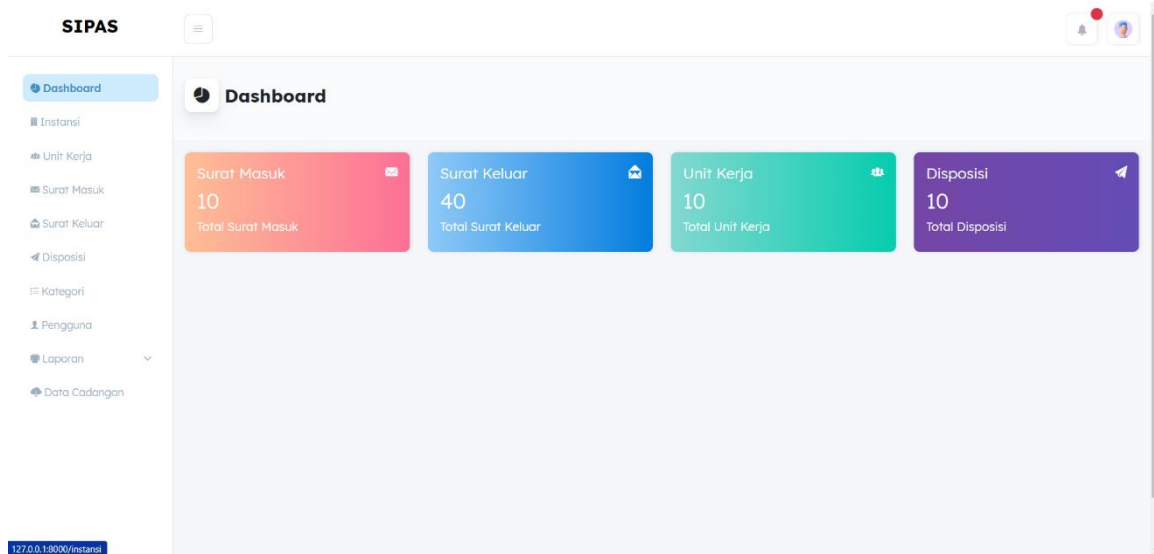 SIPAS
Dashboard
Instansi
Unit Kerja
Surat Masuk
Surat Keluar
Disposisi
Kategori
Pengguna
Laporan
Data Cadangan
Dashboard
Surat Masuk
10
Total Surat Masuk
Surat Keluar
40
Total Surat Keluar
Unit Kerja
10
Total Unit Kerja
Disposisi
10
Total Disposisi
127.0.0.1:8000/instansi